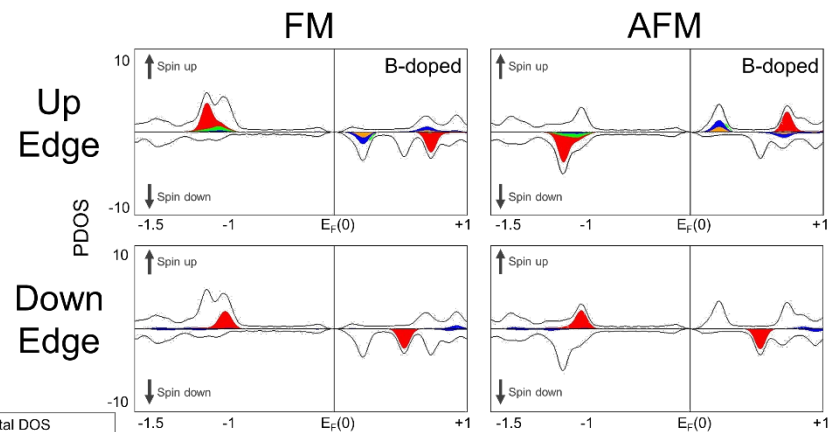 FM AFM
Up Edge
10 Spin up B-doped Spin up B-doped
Spin down Spin down
-10
-1.5 -1 E_F(0) +1 -1.5 -1 E_F(0) +1
PDOS
Down Edge
10 Spin up Spin up
Spin down Spin down
-10
-1.5 -1 E_F(0) +1 -1.5 -1 E_F(0) +1
tal DOS